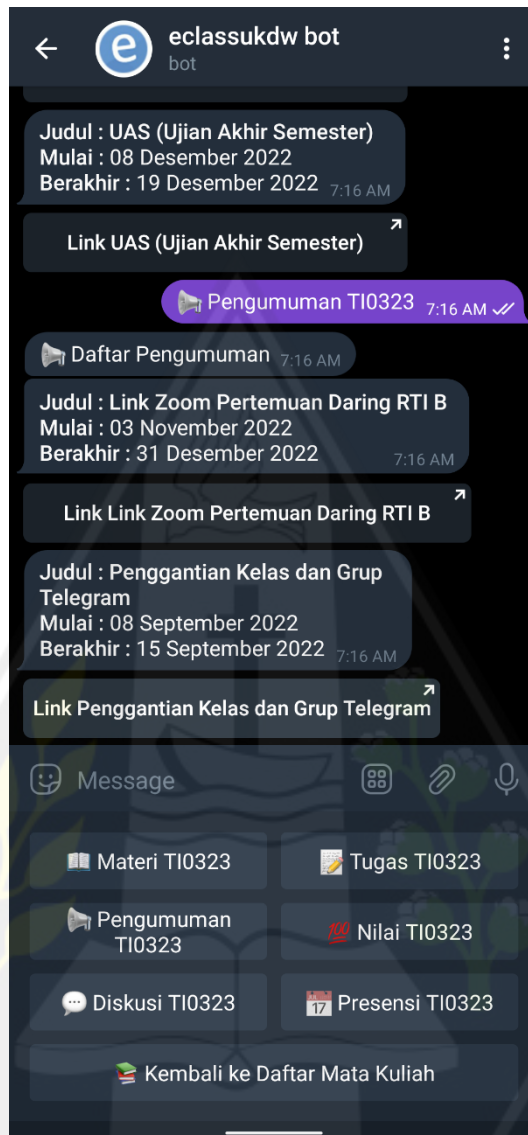 eclassukdw bot
bot
Judul : UAS (Ujian Akhir Semester)
Mulai : 08 Desember 2022
Berakhir : 19 Desember 2022 7:16 AM
Link UAS (Ujian Akhir Semester)
Pengumuman TI0323 7:16 AM
Daftar Pengumuman 7:16 AM
Judul : Link Zoom Pertemuan Daring RTI B
Mulai : 03 November 2022
Berakhir : 31 Desember 2022 7:16 AM
Link Link Zoom Pertemuan Daring RTI B
Judul : Penggantian Kelas dan Grup
Telegram
Mulai : 08 September 2022
Berakhir : 15 September 2022 7:16 AM
Link Penggantian Kelas dan Grup Telegram
Message
Materi TI0323
Tugas TI0323
Pengumuman
TI0323
Nilai TI0323
Diskusi TI0323
Presensi TI0323
Kembali ke Daftar Mata Kuliah